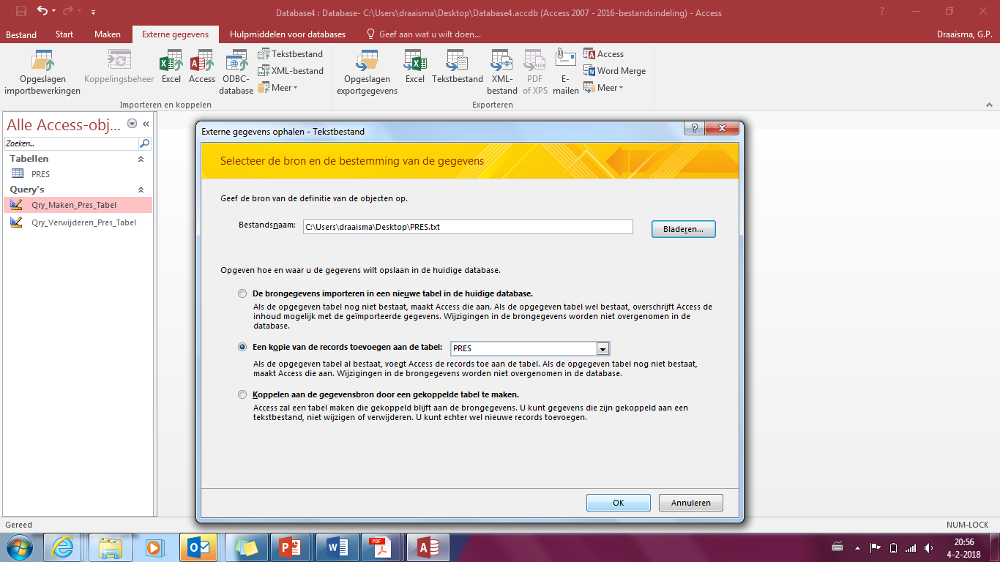 Database4 : Database- C:\Users\draaisma\Desktop\Database4.accdb (Access 2007 - 2016-bestandsindeling) - Access
Bestand Start Maken Externe gegevens Hulpmiddelen voor databases Geef aan wat u wilt doen... Draaisma, G.P.
Opgeslagen importbewerkingen
Koppelingsbeheer
Excel
Access
ODBC-database
Tekstbestand
XML-bestand
Meer
Importeren en koppelen
Opgeslagen exportgegevens
Excel
Tekstbestand
XML-bestand
PDF of XPS
E-mailen
Access
Word Merge
Meer
Exporteren
Alle Access-obj...
Zoeken...
Tabellen
PRES
Query's
Qry_Maken_Pres_Tabel
Qry_Verwijderen_Pres_Tabel
Externe gegevens ophalen - Tekstbestand
Selecteer de bron en de bestemming van de gegevens
Geef de bron van de definitie van de objecten op.
Bestandsnaam: C:\Users\draaisma\Desktop\PRES.txt Bladeren...
Opgeven hoe en waar u de gegevens wilt opslaan in de huidige database.
De brongegevens importeren in een nieuwe tabel in de huidige database.
Als de opgegeven tabel nog niet bestaat, maakt Access die aan. Als de opgegeven tabel wel bestaat, overschrijft Access de
inhoud mogelijk met de geïmporteerde gegevens. Wijzigingen in de brongegevens worden niet overgenomen in de
database.
Een kopie van de records toevoegen aan de tabel: PRES
Als de opgegeven tabel al bestaat, voegt Access de records toe aan de tabel. Als de opgegeven tabel nog niet bestaat,
maakt Access die aan. Wijzigingen in de brongegevens worden niet overgenomen in de database.
Koppelen aan de gegevensbron door een gekoppelde tabel te maken.
Access zal een tabel maken die gekoppeld blijft aan de brongegevens. U kunt gegevens die zijn gekoppeld aan een
tekstbestand, niet wijzigen of verwijderen. U kunt echter wel nieuwe records toevoegen.
OK Annuleren
Gereed NUM-LOCK
20:56
4-2-2018